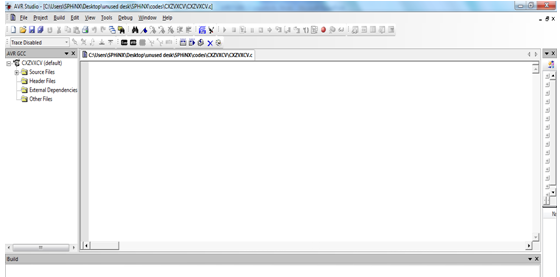 AVR Studio - [C:\Users\SPHINX\Desktop\unused desk\SPHINX\codes\CXZVXCV\CXZVXCV.c]
File Project Build Edit View Tools Debug Window Help
Trace Disabled
AVR GCC
C:\Users\SPHINX\Desktop\unused desk\SPHINX\codes\CXZVXCV\CXZVXCV.c
CXZVXCV (default)
Source Files
Header Files
External Dependencies
Other Files
Build